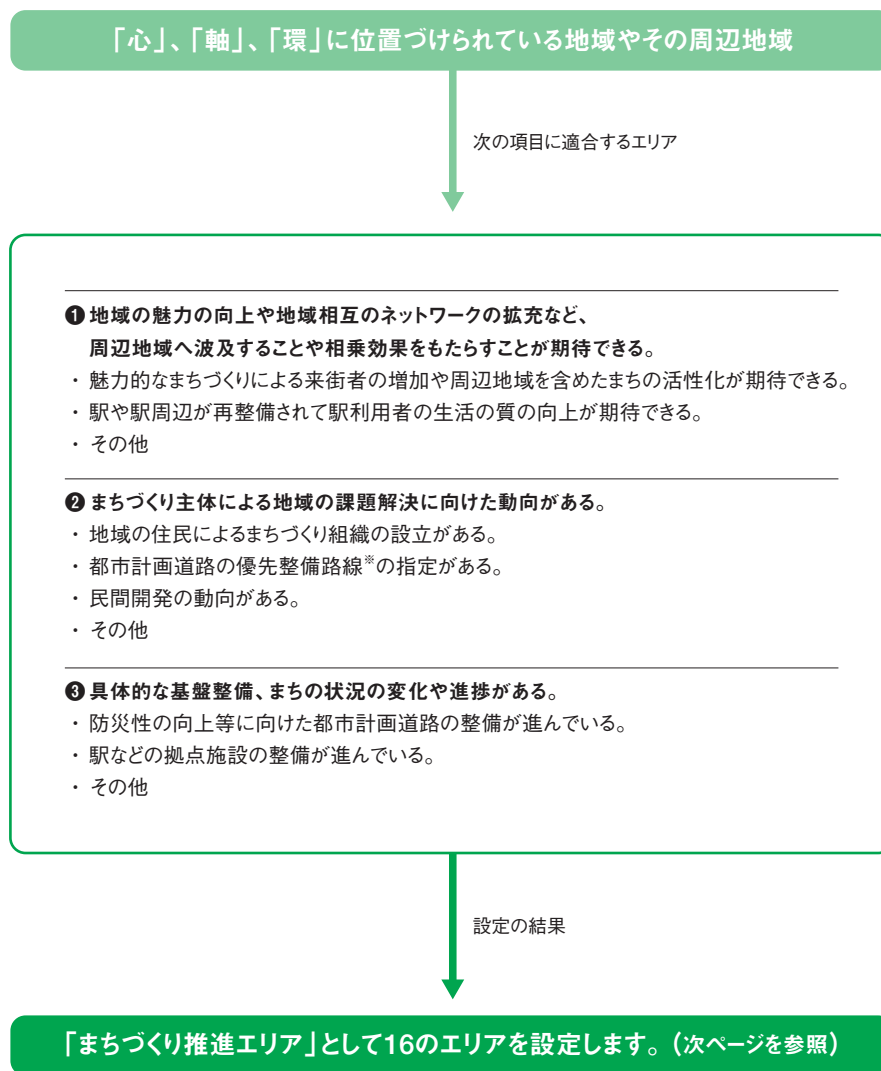 「心」、「軸」、「環」に位置づけられている地域やその周辺地域
次の項目に適合するエリア
❶ 地域の魅力の向上や地域相互のネットワークの拡充など、
周辺地域へ波及することや相乗効果をもたらすことが期待できる。
・ 魅力的なまちづくりによる来街者の増加や周辺地域を含めたまちの活性化が期待できる。
・ 駅や駅周辺が再整備されて駅利用者の生活の質の向上が期待できる。
・ その他
❷ まちづくり主体による地域の課題解決に向けた動向がある。
・ 地域の住民によるまちづくり組織の設立がある。
・ 都市計画道路の優先整備路線※の指定がある。
・ 民間開発の動向がある。
・ その他
❸ 具体的な基盤整備、まちの状況の変化や進捗がある。
・ 防災性の向上等に向けた都市計画道路の整備が進んでいる。
・ 駅などの拠点施設の整備が進んでいる。
・ その他
設定の結果
「まちづくり推進エリア」として16のエリアを設定します。（次ページを参照）